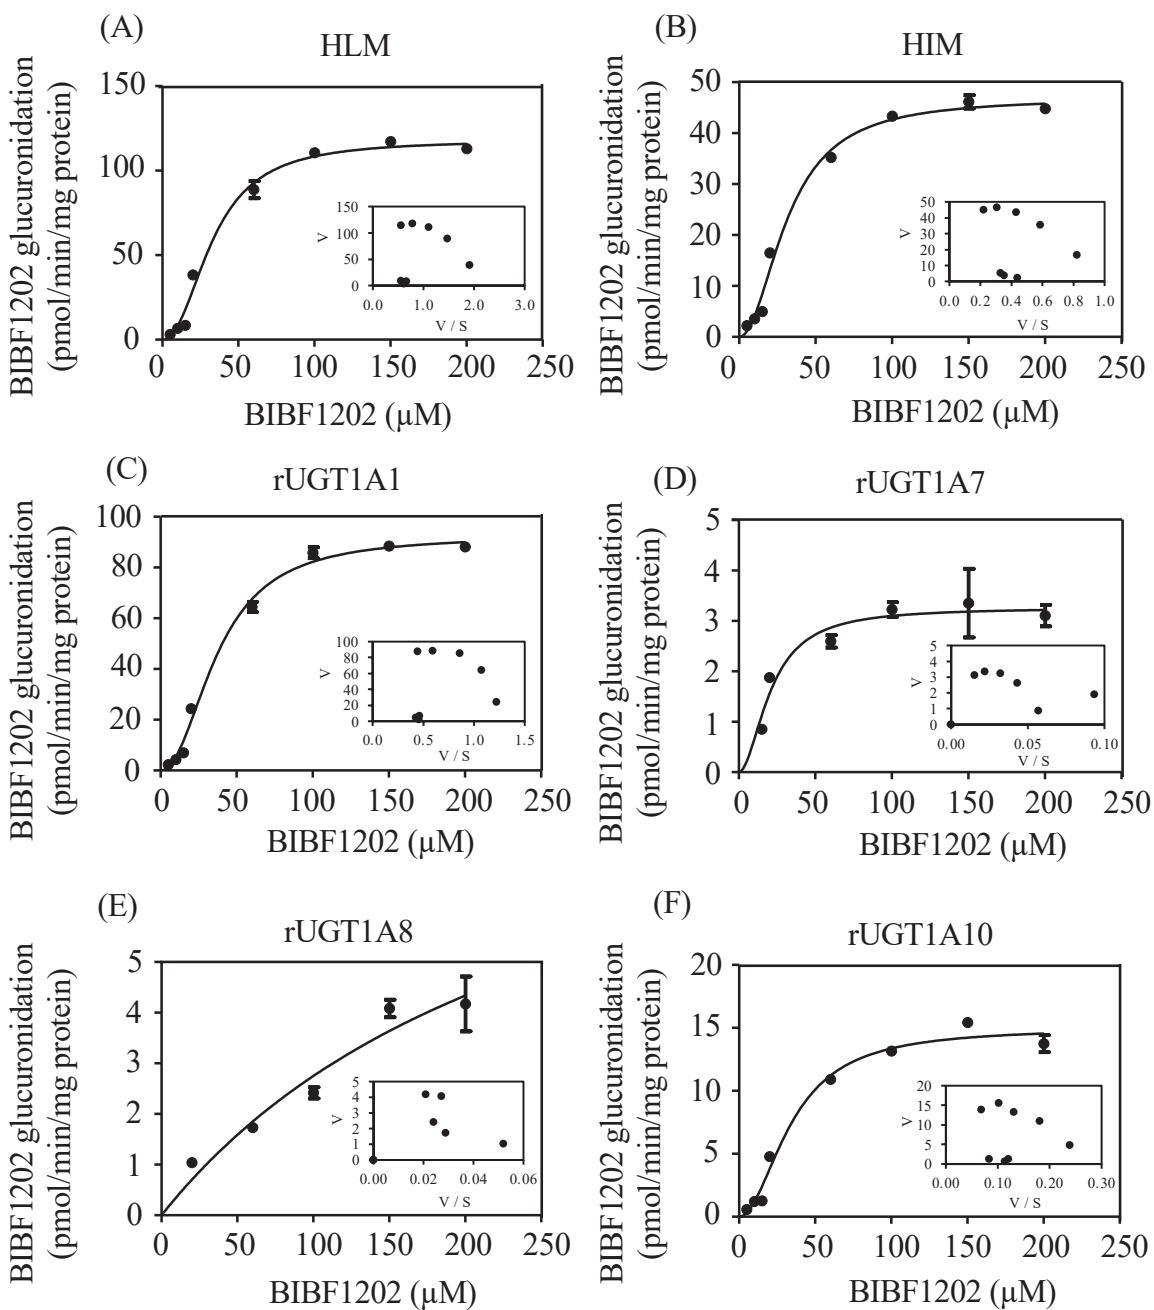 (A)
HLM
BIBF1202 glucuronidation
(pmol/min/mg protein)
150
100
50
0
0 50 100 150 200 250
BIBF1202 (μM)
V
150
100
50
0
0.0 1.0 2.0 3.0
V / S
(B)
HIM
BIBF1202 glucuronidation
(pmol/min/mg protein)
50
40
30
20
10
0
0 50 100 150 200 250
BIBF1202 (μM)
V
50
40
30
20
10
0
0.0 0.2 0.4 0.6 0.8 1.0
V / S
(C)
rUGT1A1
BIBF1202 glucuronidation
(pmol/min/mg protein)
100
80
60
40
20
0
0 50 100 150 200 250
BIBF1202 (μM)
V
100
80
60
40
20
0
0.0 0.5 1.0 1.5
V / S
(D)
rUGT1A7
BIBF1202 glucuronidation
(pmol/min/mg protein)
5
4
3
2
1
0
0 50 100 150 200 250
BIBF1202 (μM)
V
5
4
3
2
1
0
0.00 0.05 0.10
V / S
(E)
rUGT1A8
BIBF1202 glucuronidation
(pmol/min/mg protein)
5
4
3
2
1
0
0 50 100 150 200 250
BIBF1202 (μM)
V
5
4
3
2
1
0
0.00 0.02 0.04 0.06
V / S
(F)
rUGT1A10
BIBF1202 glucuronidation
(pmol/min/mg protein)
20
15
10
5
0
0 50 100 150 200 250
BIBF1202 (μM)
V
20
15
10
5
0
0.00 0.10 0.20 0.30
V / S